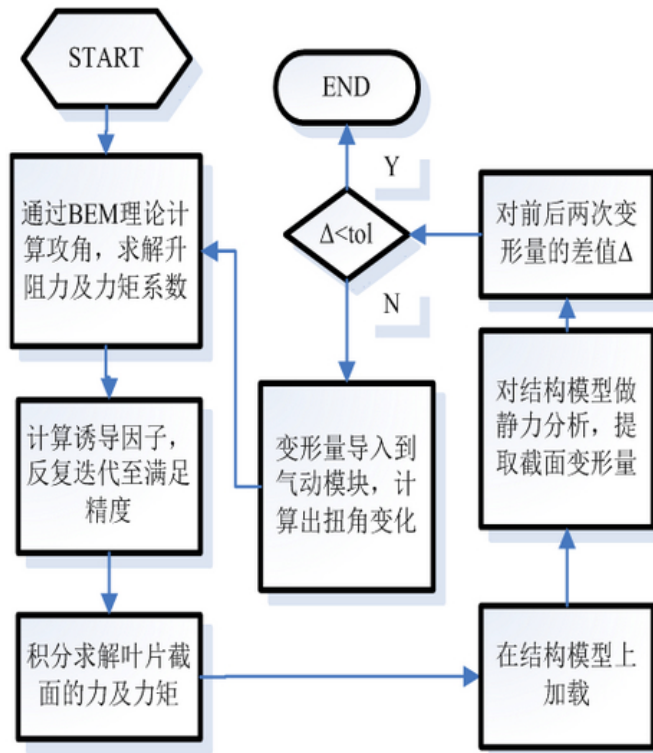 START
通过BEM理论计
算攻角，求解升
阻力及力矩系数
计算诱导因子，
反复迭代至满足
精度
积分求解叶片截
面的力及力矩
在结构模型上
加载
对结构模型做
静力分析，提
取截面变形量
对前后两次变
形量的差值Δ
Δ<tol
Y
END
N
变形量导入到
气动模块，计
算出扭角变化